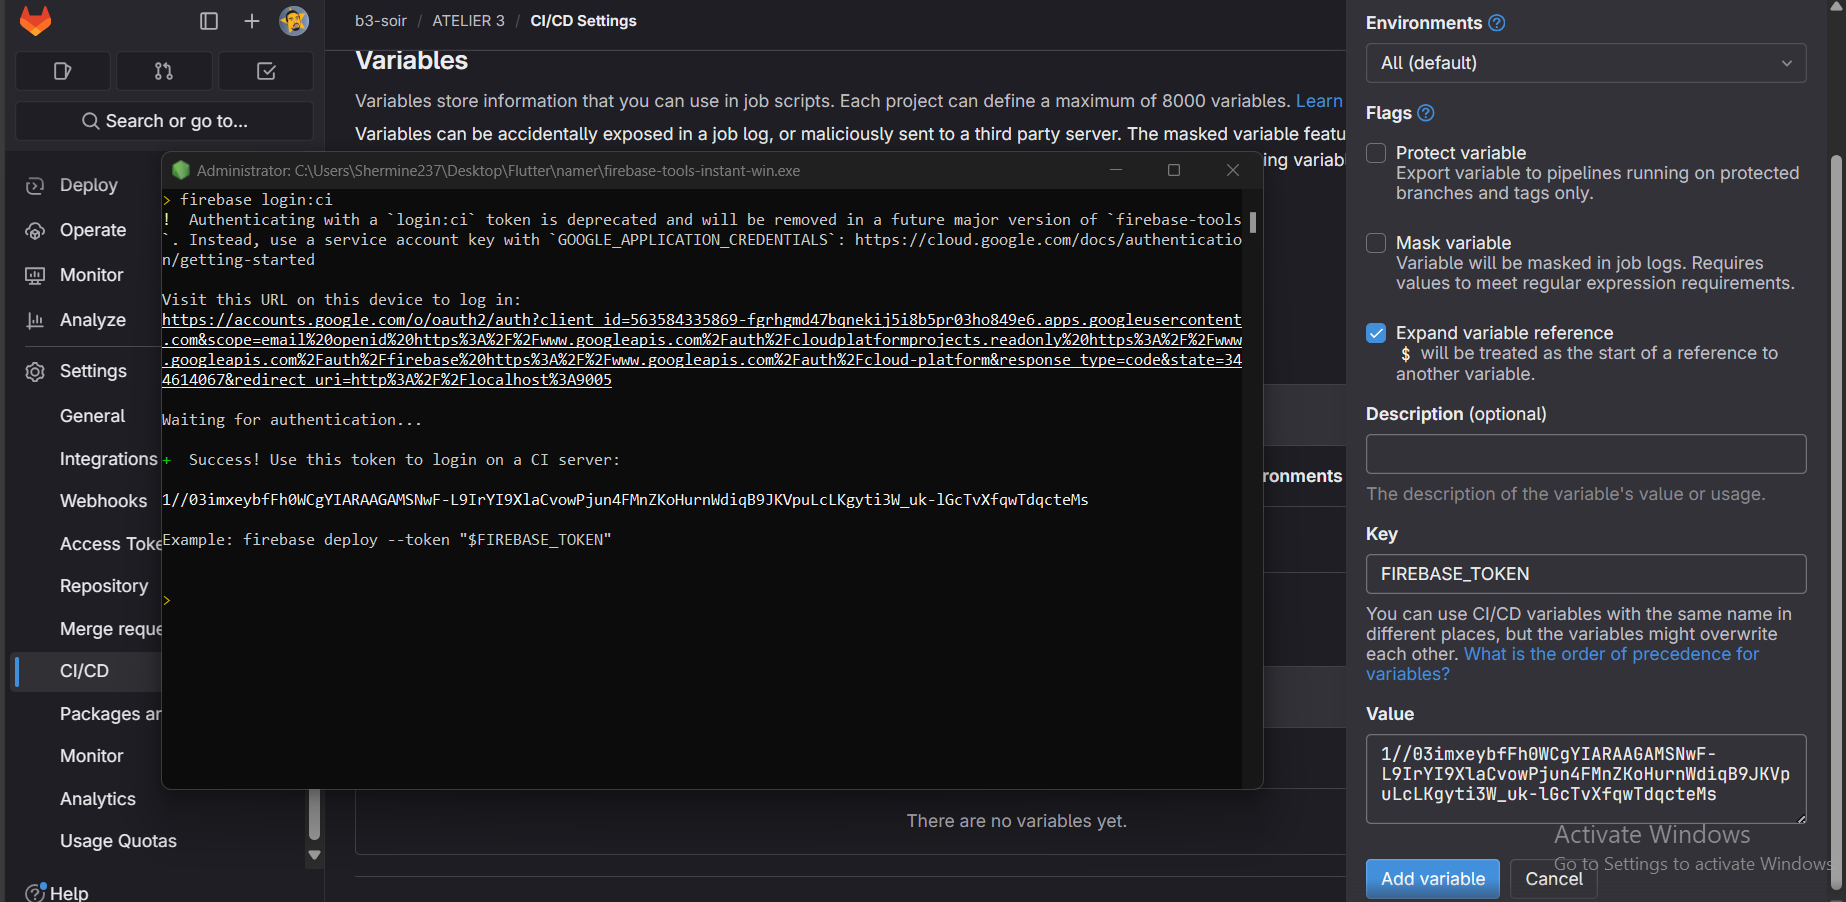 b3-soir / ATELIER 3 / CI/CD Settings
Search or go to...
Deploy
Operate
Monitor
Analyze
Settings
General
Integrations
Webhooks
Access Toke
Repository
Merge reque
CI/CD
Packages ar
Monitor
Analytics
Usage Quotas
Help
Variables
Variables store information that you can use in job scripts. Each project can define a maximum of 8000 variables. Learn
Variables can be accidentally exposed in a job log, or maliciously sent to a third party server. The masked variable featu
ing variabl
ronments
There are no variables yet.
Administrator: C:\Users\Shermine237\Desktop\Flutter\namer\firebase-tools-instant-win.exe
> firebase login:ci
! Authenticating with a `login:ci` token is deprecated and will be removed in a future major version of `firebase-tools
`. Instead, use a service account key with `GOOGLE_APPLICATION_CREDENTIALS`: https://cloud.google.com/docs/authenticatio
n/getting-started
Visit this URL on this device to log in:
https://accounts.google.com/o/oauth2/auth?client_id=563584335869-fgrhgmd47bqnekij5i8b5pr03ho849e6.apps.googleusercontent
.com&scope=email%20openid%20https%3A%2F%2Fwww.googleapis.com%2Fauth%2Fcloudplatformprojects.readonly%20https%3A%2F%2Fwww
.googleapis.com%2Fauth%2Ffirebase%20https%3A%2F%2Fwww.googleapis.com%2Fauth%2Fcloud-platform&response_type=code&state=34
4614067&redirect_uri=http%3A%2F%2Flocalhost%3A9005
Waiting for authentication...
+ Success! Use this token to login on a CI server:
1//03imxeybfFh0WCgYIARAAGAMSNwF-L9IrYI9XlaCvowPjun4FMnZKoHurnWdiqB9JKVpuLcLKgyti3W_uk-lGcTvXfqwTdqcteMs
Example: firebase deploy --token "$FIREBASE_TOKEN"
>
Environments
All (default)
Flags
Protect variable
Export variable to pipelines running on protected
branches and tags only.
Mask variable
Variable will be masked in job logs. Requires
values to meet regular expression requirements.
Expand variable reference
$ will be treated as the start of a reference to
another variable.
Description (optional)
The description of the variable's value or usage.
Key
FIREBASE_TOKEN
You can use CI/CD variables with the same name in
different places, but the variables might overwrite
each other. What is the order of precedence for
variables?
Value
1//03imxeybfFh0WCgYIARAAGAMSNwF-
L9IrYI9XlaCvowPjun4FMnZKoHurnWdiqB9JKVp
uLcLKgyti3W_uk-lGcTvXfqwTdqcteMs
Activate Windows
Go to Settings to activate Windows
Add variable
Cancel